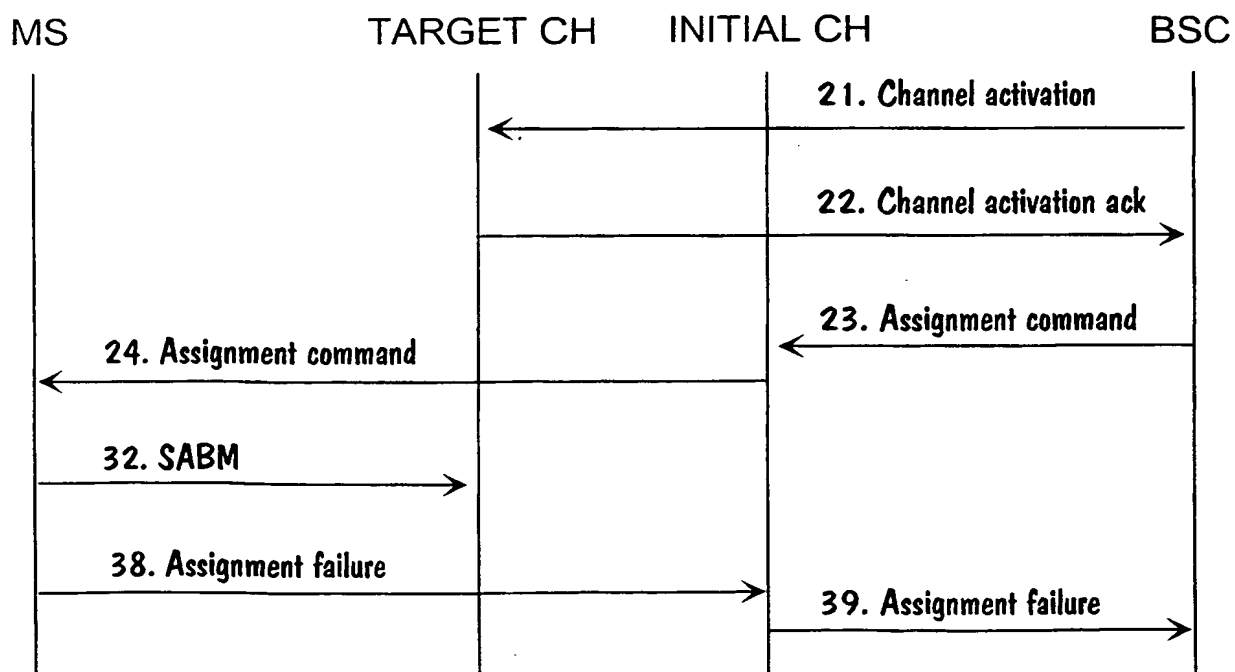 MS TARGET CH INITIAL CH BSC
21. Channel activation
22. Channel activation ack
23. Assignment command
24. Assignment command
32. SABM
38. Assignment failure
39. Assignment failure